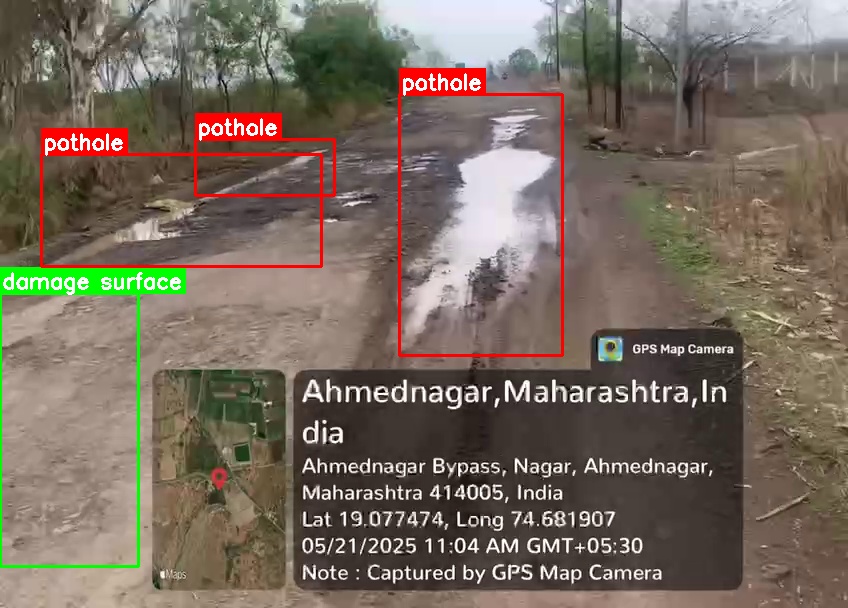 pothole
pothole
pothole
damage surface
GPS Map Camera
Ahmednagar,Maharashtra,In
dia
Ahmednagar Bypass, Nagar, Ahmednagar,
Maharashtra 414005, India
Lat 19.077474, Long 74.681907
05/21/2025 11:04 AM GMT+05:30
Note : Captured by GPS Map Camera
Maps